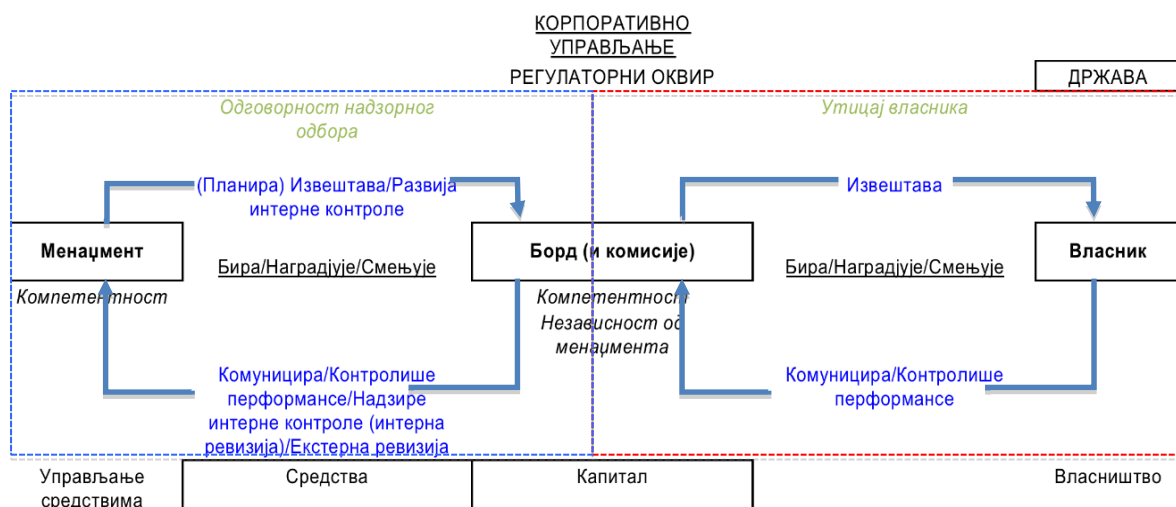 КОРПОРАТИВНО
УПРАВЉАЊЕ
РЕГУЛАТОРНИ ОКВИР
ДРЖАВА
Одговорност надзорног
одбора
Утицај власника
(Планира) Извештава/Развија
интерне контроле
Извештава
Менаџмент
Бира/Наградјује/Смењује
Борд (и комисије)
Бира/Наградјује/Смењује
Власник
Компетентност
Компетентност
Независност од
менаџмента
Комуницира/Контролише
перформансе/Надзире
интерне контроле (интерна
ревизија)/Екстерна ревизија
Комуницира/Контролише
перформансе
Управљање
средствима
Средства
Капитал
Власништво